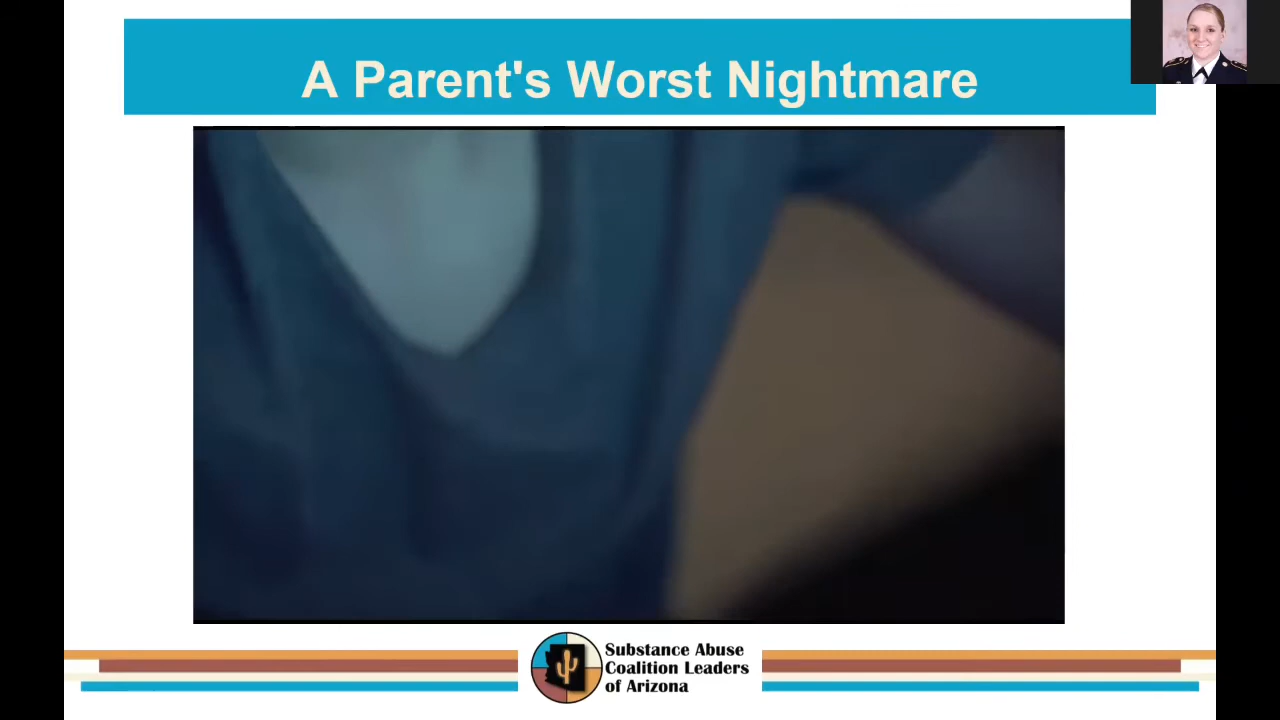 A Parent's Worst Nightmare
Substance Abuse
Coalition Leaders
of Arizona